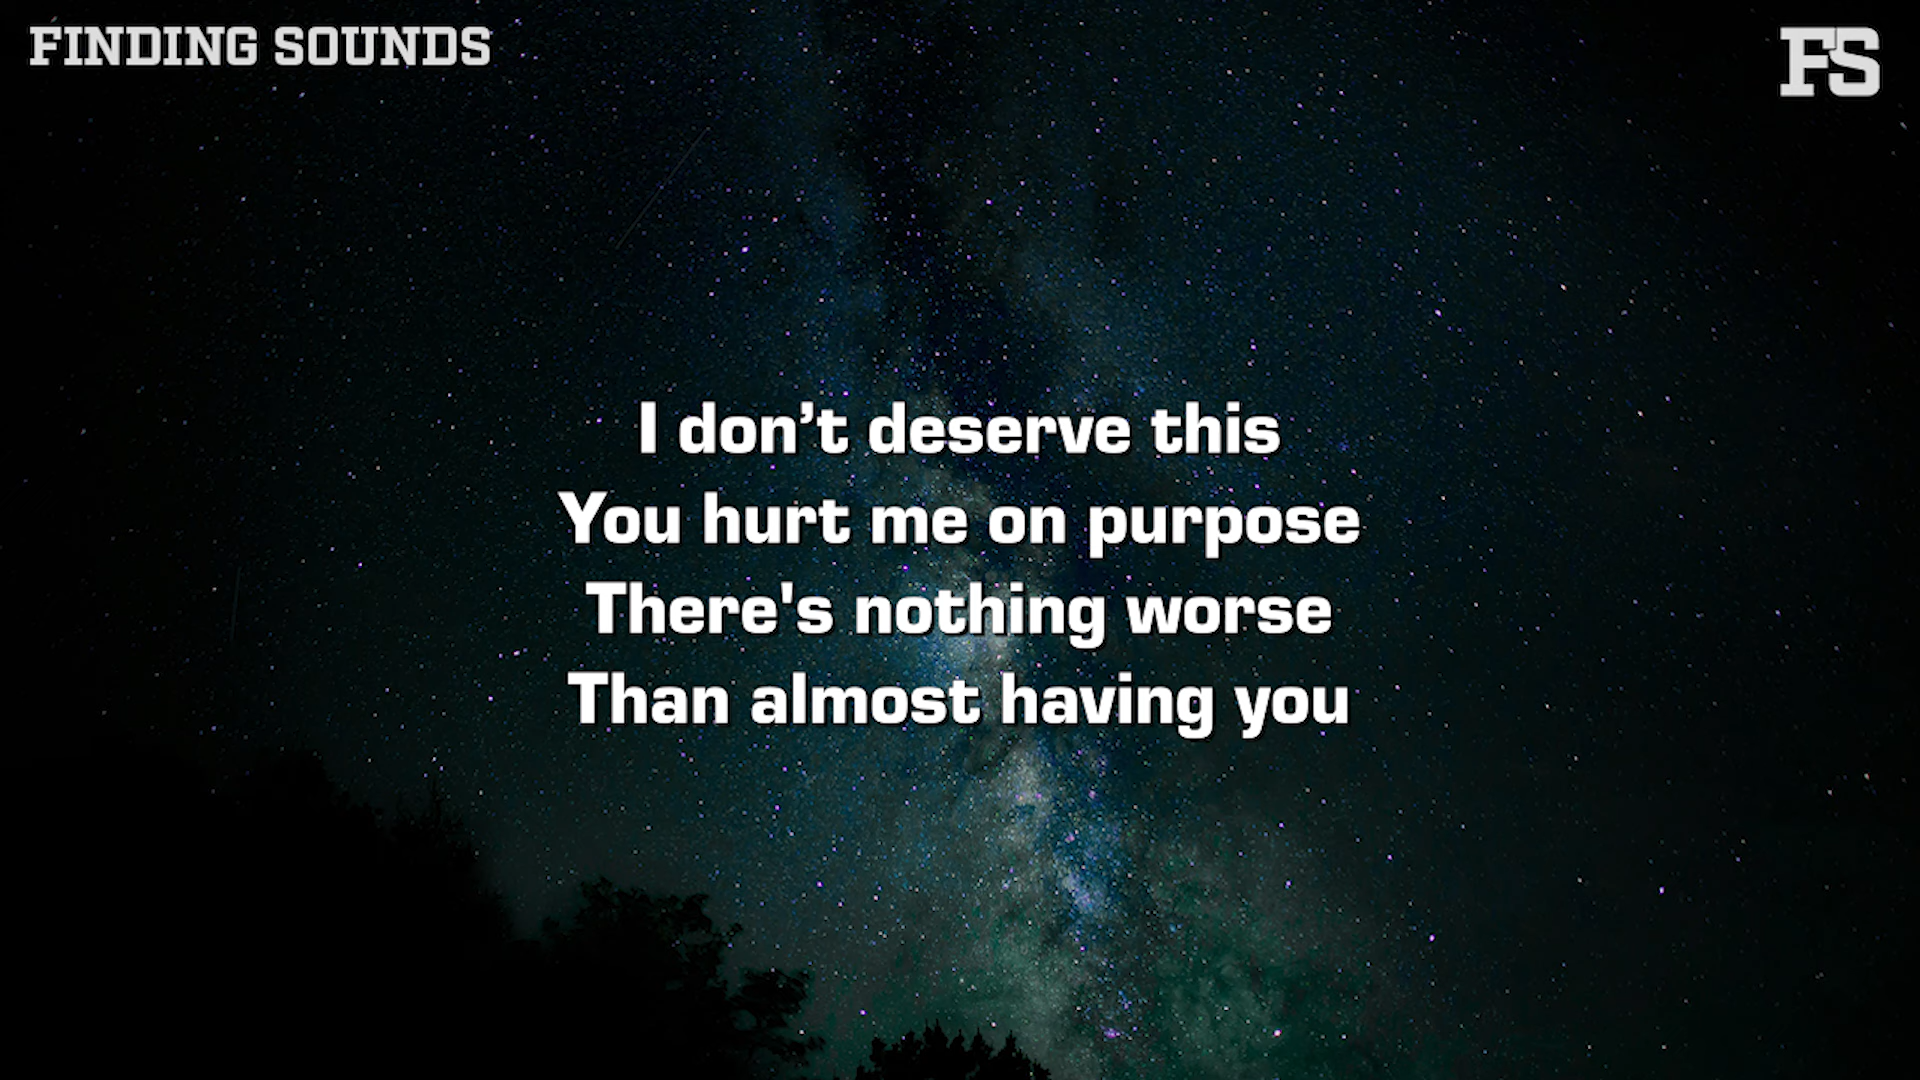 FINDING SOUNDS
FS
I don’t deserve this
You hurt me on purpose
There's nothing worse
Than almost having you